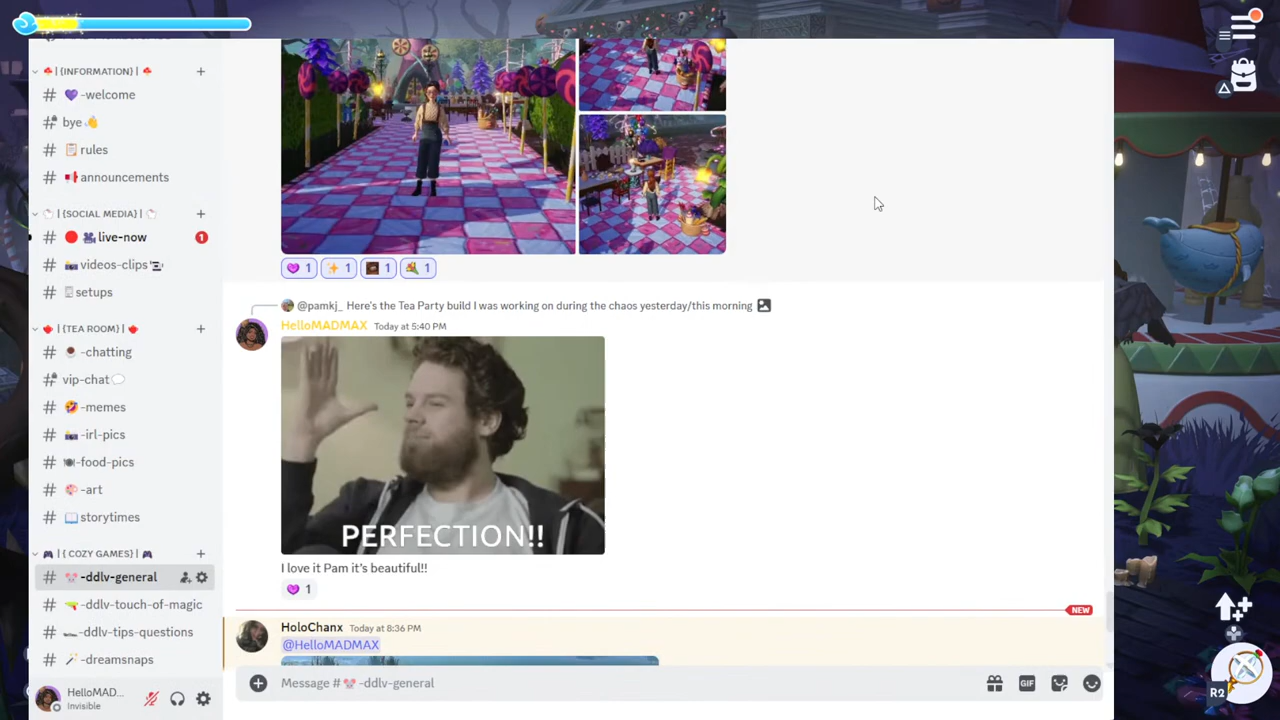 | {INFORMATION} |
-welcome
bye
rules
announcements
| {SOCIAL MEDIA} |
live-now
1
videos-clips
setups
| {TEA ROOM} |
-chatting
vip-chat
-memes
-irl-pics
-food-pics
-art
storytimes
| { COZY GAMES} |
-ddlv-general
-ddlv-touch-of-magic
-ddlv-tips-questions
-dreamsnaps
HelloMAD...
Invisible
1 1 1 1
@pamkj_ Here's the Tea Party build I was working on during the chaos yesterday/this morning
HelloMADMAX Today at 5:40 PM
PERFECTION!!
I love it Pam it's beautiful!!
1
NEW
HoloChanx Today at 8:36 PM
@HelloMADMAX
Message # -ddlv-general
GIF
R2